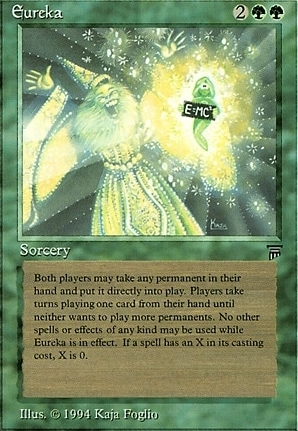 Eureka 2
E=MC²
KAJA
Sorcery
Both players may take any permanent in their
hand and put it directly into play. Players take
turns playing one card from their hand until
neither wants to play more permanents. No other
spells or effects of any kind may be used while
Eureka is in effect. If a spell has an X in its casting
cost, X is 0.
Illus. © 1994 Kaja Foglio